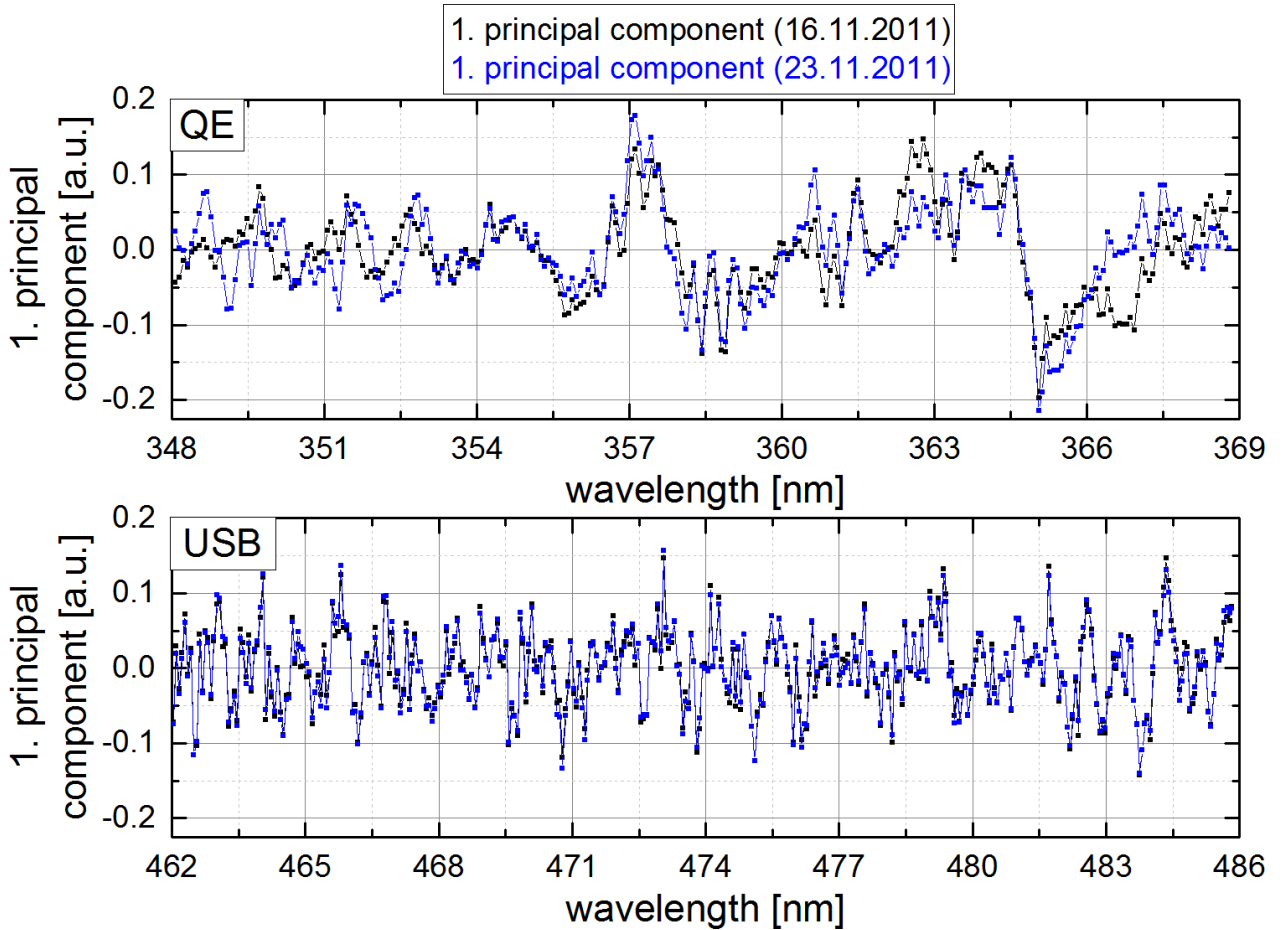 1. principal component (16.11.2011)
1. principal component (23.11.2011)
QE
1. principal
component [a.u.]
0.2
0.1
0.0
-0.1
-0.2
348 351 354 357 360 363 366 369
wavelength [nm]
USB
1. principal
component [a.u.]
0.2
0.1
0.0
-0.1
-0.2
462 465 468 471 474 477 480 483 486
wavelength [nm]